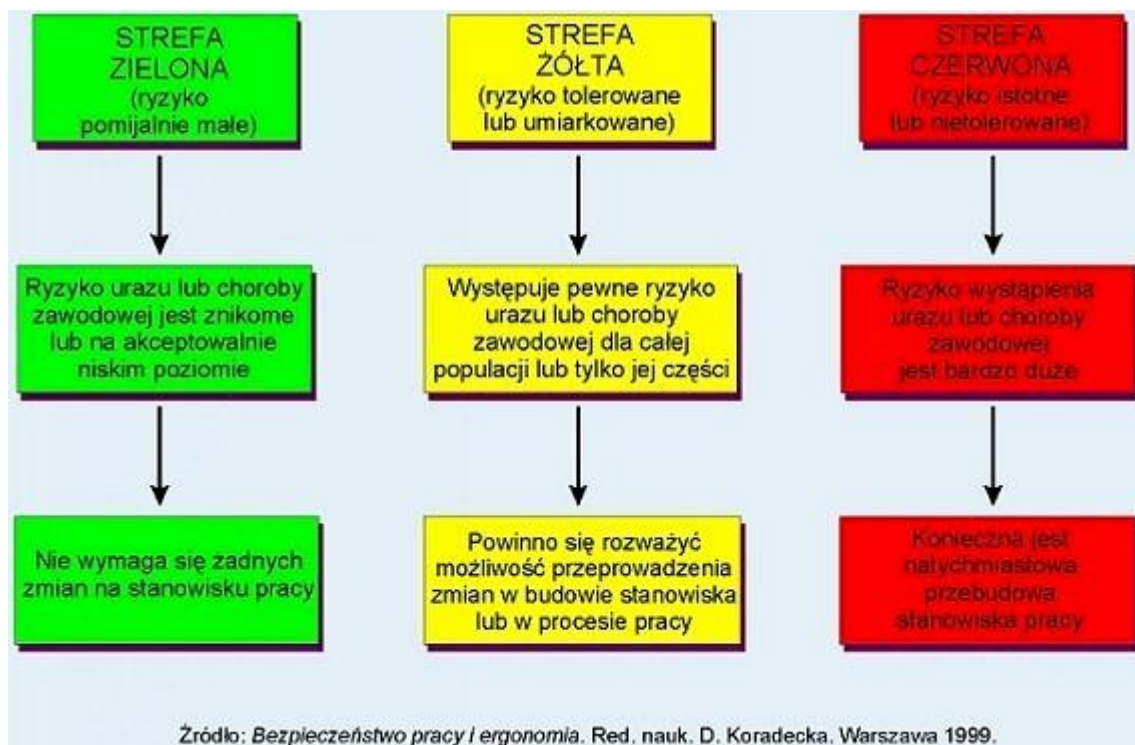 STREFA
ZIELONA
(ryzyko
pomijalnie małe)
Ryzyko urazu lub choroby
zawodowej jest znikome
lub na akceptowalnie
niskim poziomie
Nie wymaga się żadnych
zmian na stanowisku pracy
STREFA
ŻÓŁTA
(ryzyko tolerowane
lub umiarkowane)
Występuje pewne ryzyko
urazu lub choroby
zawodowej dla całej
populacji lub tylko jej części
Powinno się rozważyć
możliwość przeprowadzenia
zmian w budowie stanowiska
lub w procesie pracy
STREFA
CZERWONA
(ryzyko istotne
lub nietolerowane)
Ryzyko wystąpienia
urazu lub choroby
zawodowej
jest bardzo duże
Konieczna jest
natychmiastowa
przebudowa
stanowiska pracy
Źródło: Bezpieczeństwo pracy i ergonomia. Red. nauk. D. Koradecka. Warszawa 1999.